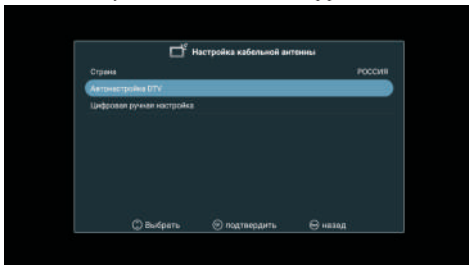 Настройка кабельной антенны
Страна РОССИЯ
Автонастройка DTV
Цифровая ручная настройка
Выбрать подтвердить назад